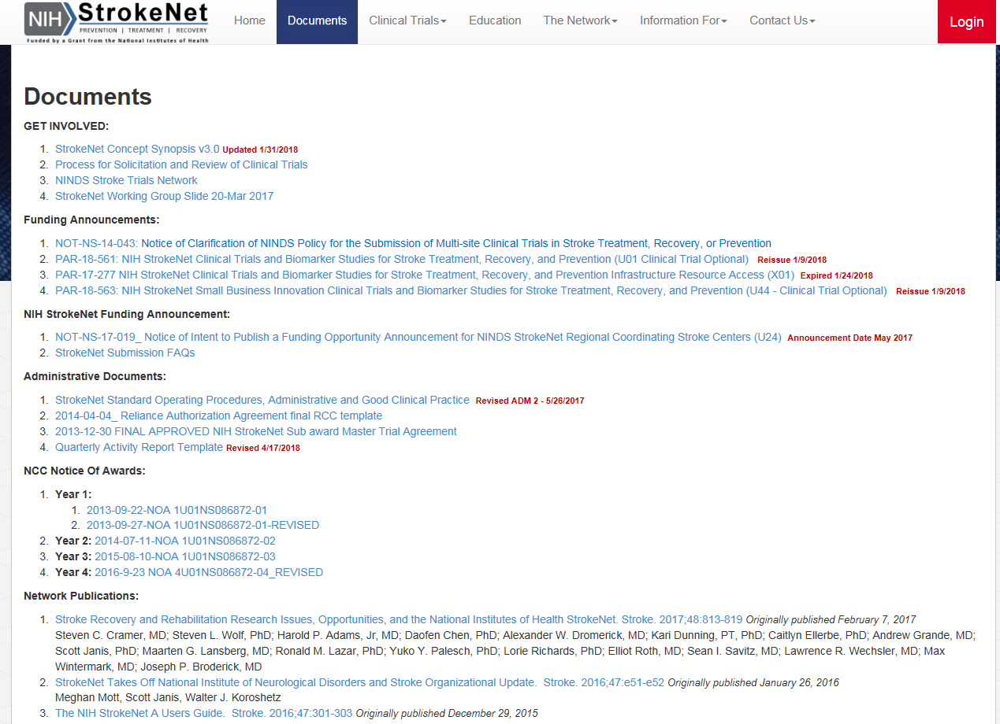 NIH StrokeNet
PREVENTION | TREATMENT | RECOVERY
Funded by a Grant from the National Institutes of Health
Home Documents Clinical Trials Education The Network Information For Contact Us Login
Documents
GET INVOLVED:
1. StrokeNet Concept Synopsis v3.0 Updated 1/31/2018
2. Process for Solicitation and Review of Clinical Trials
3. NINDS Stroke Trials Network
4. StrokeNet Working Group Slide 20-Mar 2017
Funding Announcements:
1. NOT-NS-14-043: Notice of Clarification of NINDS Policy for the Submission of Multi-site Clinical Trials in Stroke Treatment, Recovery, or Prevention
2. PAR-18-561: NIH StrokeNet Clinical Trials and Biomarker Studies for Stroke Treatment, Recovery, and Prevention (U01 Clinical Trial Optional) Reissue 1/9/2018
3. PAR-17-277 NIH StrokeNet Clinical Trials and Biomarker Studies for Stroke Treatment, Recovery, and Prevention Infrastructure Resource Access (X01) Expired 1/24/2018
4. PAR-18-563: NIH StrokeNet Small Business Innovation Clinical Trials and Biomarker Studies for Stroke Treatment, Recovery, and Prevention (U44 - Clinical Trial Optional) Reissue 1/9/2018
NIH StrokeNet Funding Announcement:
1. NOT-NS-17-019_ Notice of Intent to Publish a Funding Opportunity Announcement for NINDS StrokeNet Regional Coordinating Stroke Centers (U24) Announcement Date May 2017
2. StrokeNet Submission FAQs
Administrative Documents:
1. StrokeNet Standard Operating Procedures, Administrative and Good Clinical Practice Revised ADM 2 - 5/26/2017
2. 2014-04-04_ Reliance Authorization Agreement final RCC template
3. 2013-12-30 FINAL APPROVED NIH StrokeNet Sub award Master Trial Agreement
4. Quarterly Activity Report Template Revised 4/17/2018
NCC Notice Of Awards:
1. Year 1:
1. 2013-09-22-NOA 1U01NS086872-01
2. 2013-09-27-NOA 1U01NS086872-01-REVISED
2. Year 2: 2014-07-11-NOA 1U01NS086872-02
3. Year 3: 2015-08-10-NOA 1U01NS086872-03
4. Year 4: 2016-9-23 NOA 4U01NS086872-04_REVISED
Network Publications:
1. Stroke Recovery and Rehabilitation Research Issues, Opportunities, and the National Institutes of Health StrokeNet. Stroke. 2017;48:813-819 Originally published February 7, 2017
Steven C. Cramer, MD; Steven L. Wolf, PhD; Harold P. Adams, Jr, MD; Daofen Chen, PhD; Alexander W. Dromerick, MD; Kari Dunning, PT, PhD; Caitlyn Ellerbe, PhD; Andrew Grande, MD;
Scott Janis, PhD; Maarten G. Lansberg, MD; Ronald M. Lazar, PhD; Yuko Y. Palesch, PhD; Lorie Richards, PhD; Elliot Roth, MD; Sean I. Savitz, MD; Lawrence R. Wechsler, MD; Max
Wintermark, MD; Joseph P. Broderick, MD
2. StrokeNet Takes Off National Institute of Neurological Disorders and Stroke Organizational Update. Stroke. 2016;47:e51-e52 Originally published January 26, 2016
Meghan Mott, Scott Janis, Walter J. Koroshetz
3. The NIH StrokeNet A Users Guide. Stroke. 2016;47:301-303 Originally published December 29, 2015